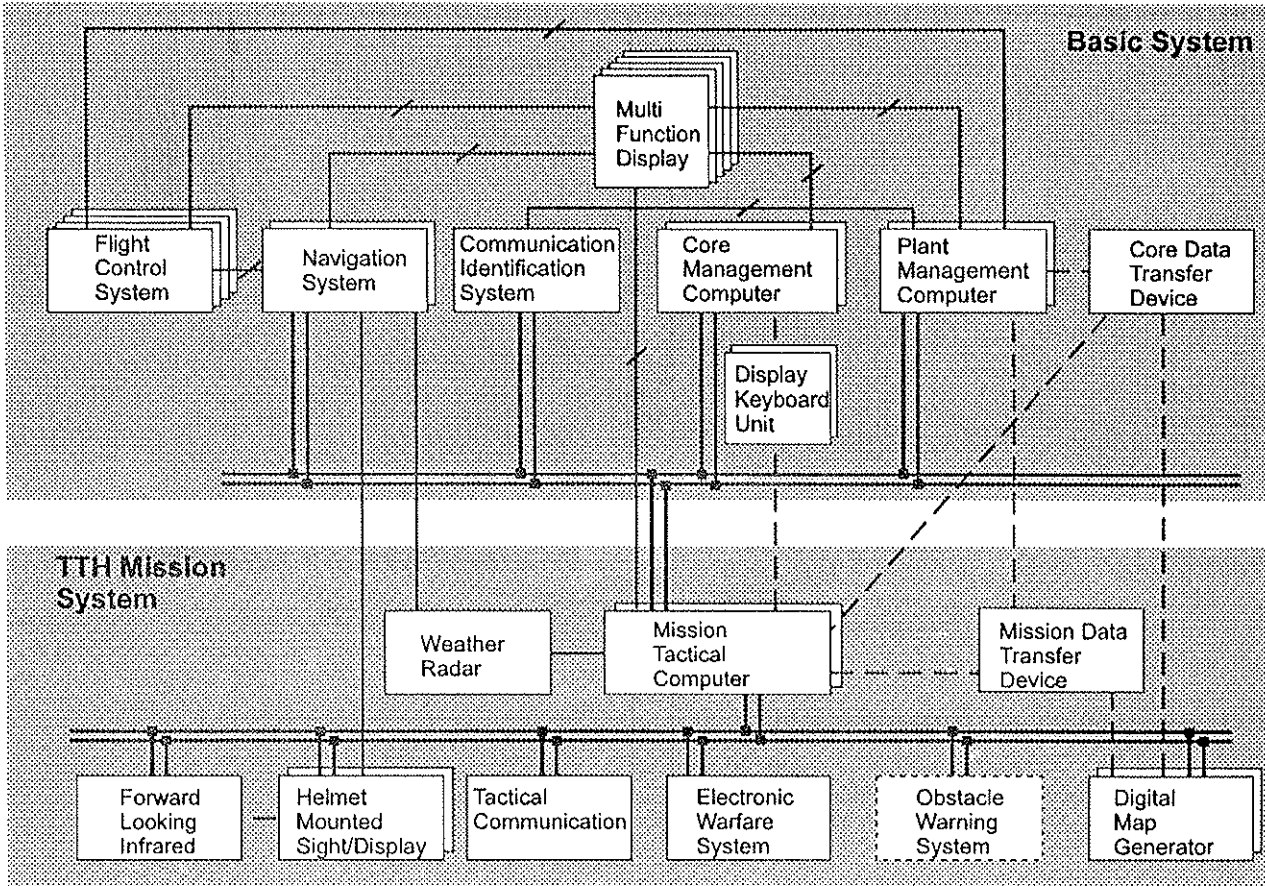 Basic System
Multi
Function
Display
Flight
Control
System
Navigation
System
Communication
Identification
System
Core
Management
Computer
Plant
Management
Computer
Core Data
Transfer
Device
Display
Keyboard
Unit
TTH Mission
System
Weather
Radar
Mission
Tactical
Computer
Mission Data
Transfer
Device
Forward
Looking
Infrared
Helmet
Mounted
Sight/Display
Tactical
Communication
Electronic
Warfare
System
Obstacle
Warning
System
Digital
Map
Generator